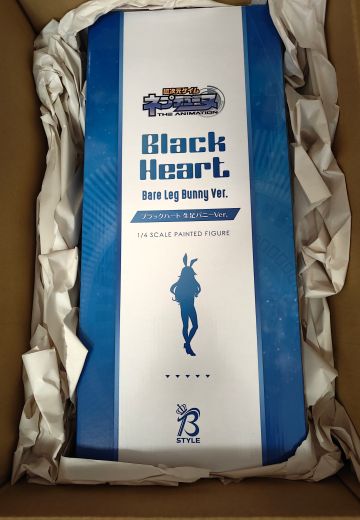 超次元ゲイム
ネプテューヌ
THE ANIMATION
Black
Heart
Bare Leg Bunny Ver.
ブラックハート 生足バニーVer.
1/4 SCALE PAINTED FIGURE
B
STYLE